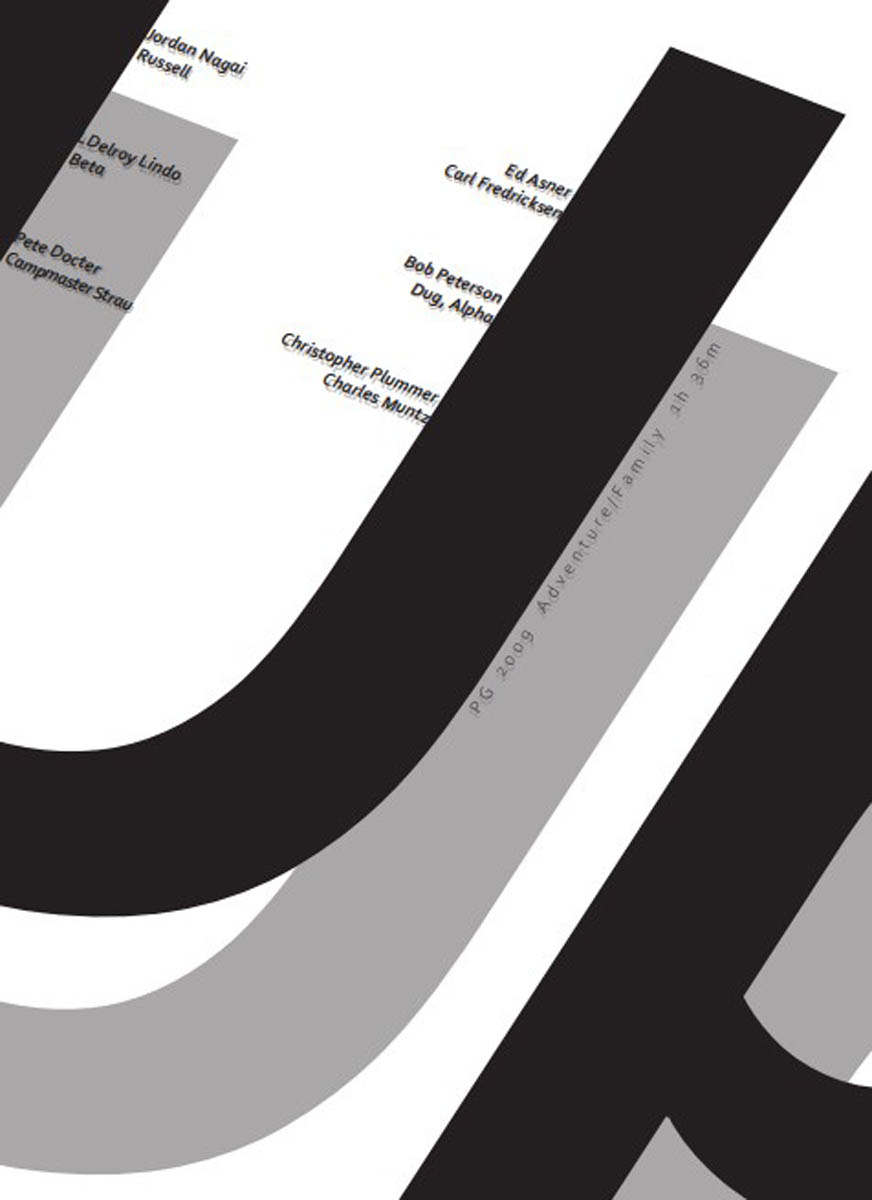 Jordan Nagai
Russell
Delroy Lindo
Beta
Pete Docter
Campmaster Strau
Ed Asner
Carl Fredricksen
Bob Peterson
Dug, Alpha
Christopher Plummer
Charles Muntz
PG 2009 Adventure/Family 1h 36m
UP